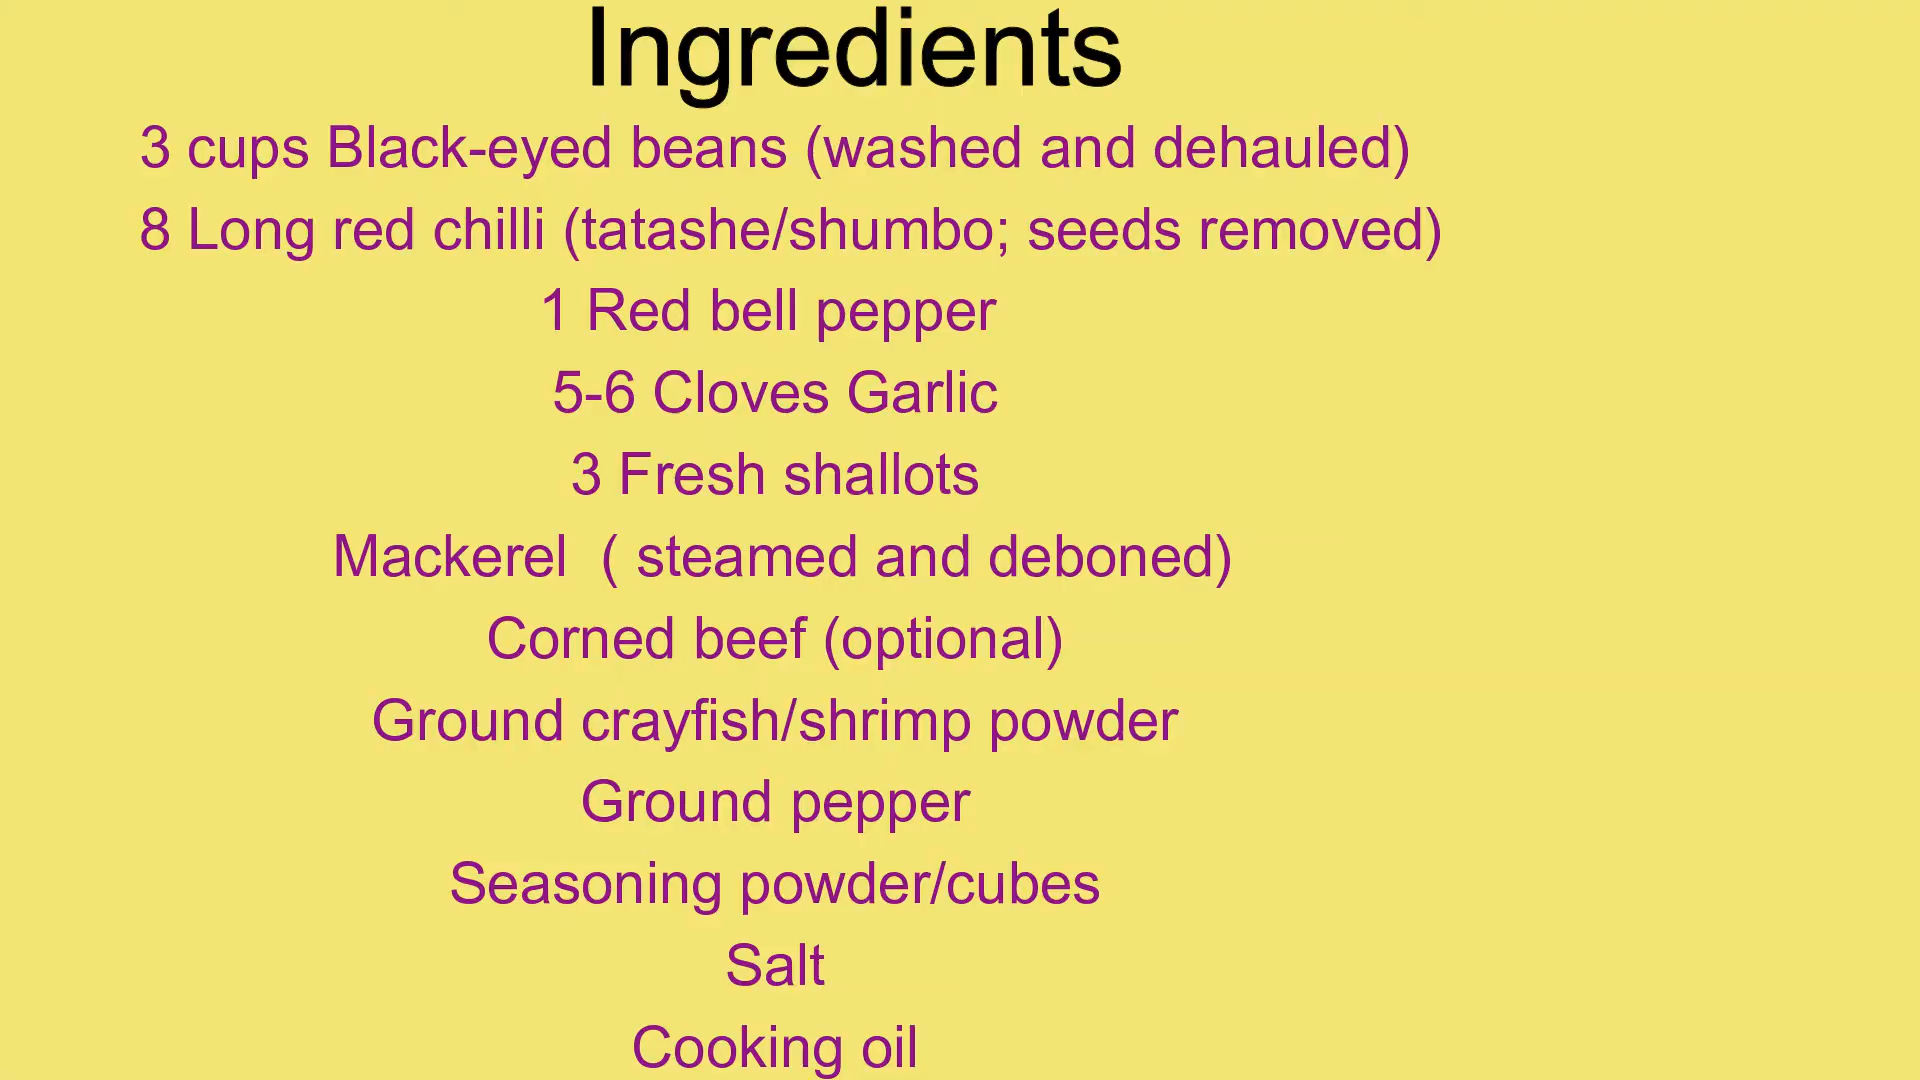 Ingredients
3 cups Black-eyed beans (washed and dehauled)
8 Long red chilli (tatashe/shumbo; seeds removed)
1 Red bell pepper
5-6 Cloves Garlic
3 Fresh shallots
Mackerel  ( steamed and deboned)
Corned beef (optional)
Ground crayfish/shrimp powder
Ground pepper
Seasoning powder/cubes
Salt
Cooking oil